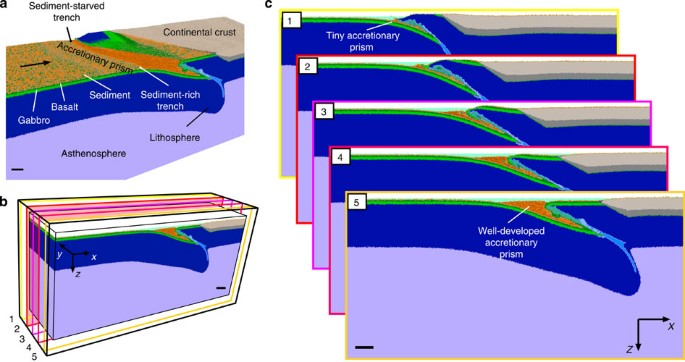 a
Sediment-starved
trench
Continental crust
Accretionary prism
Sediment
Sediment-rich
trench
Basalt
Gabbro
Lithosphere
Asthenosphere
b
y
x
z
1
2
3
4
5
c
1
Tiny accretionary
prism
2
3
4
5
Well-developed
accretionary
prism
x
z